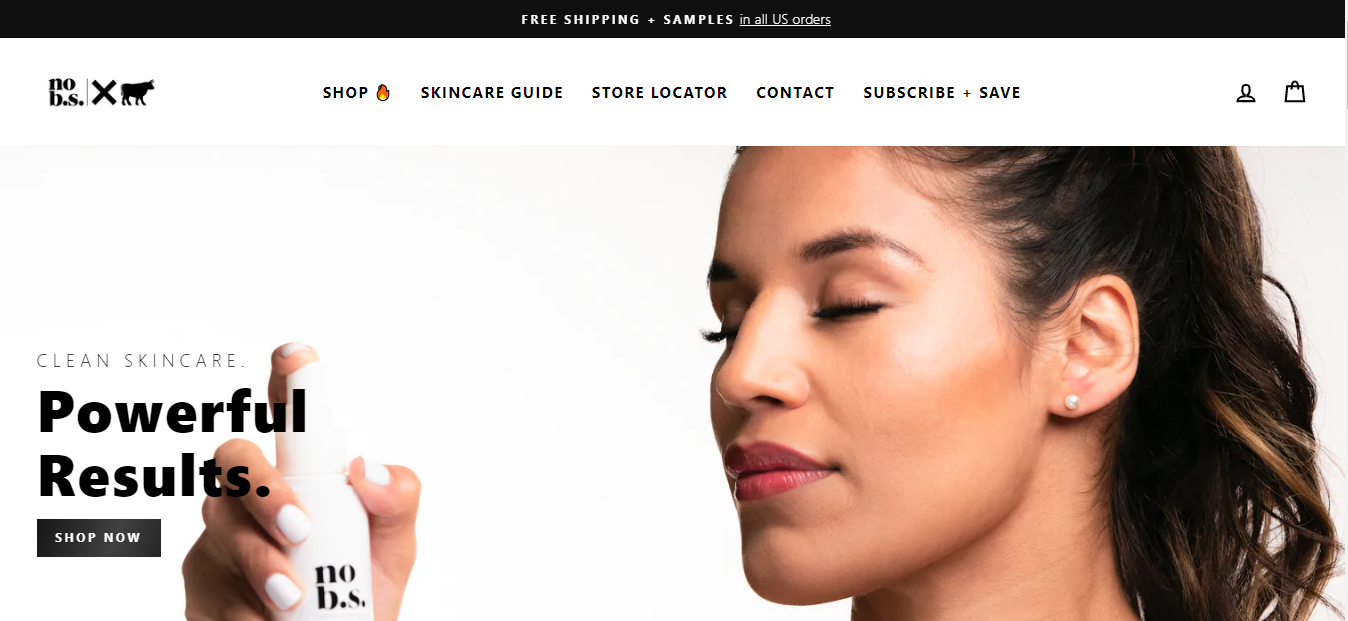 FREE SHIPPING + SAMPLES in all US orders
no
b.s.
SHOP 🔥 SKINCARE GUIDE STORE LOCATOR CONTACT SUBSCRIBE + SAVE
CLEAN SKINCARE.
Powerful
Results.
SHOP NOW
no
b.s.